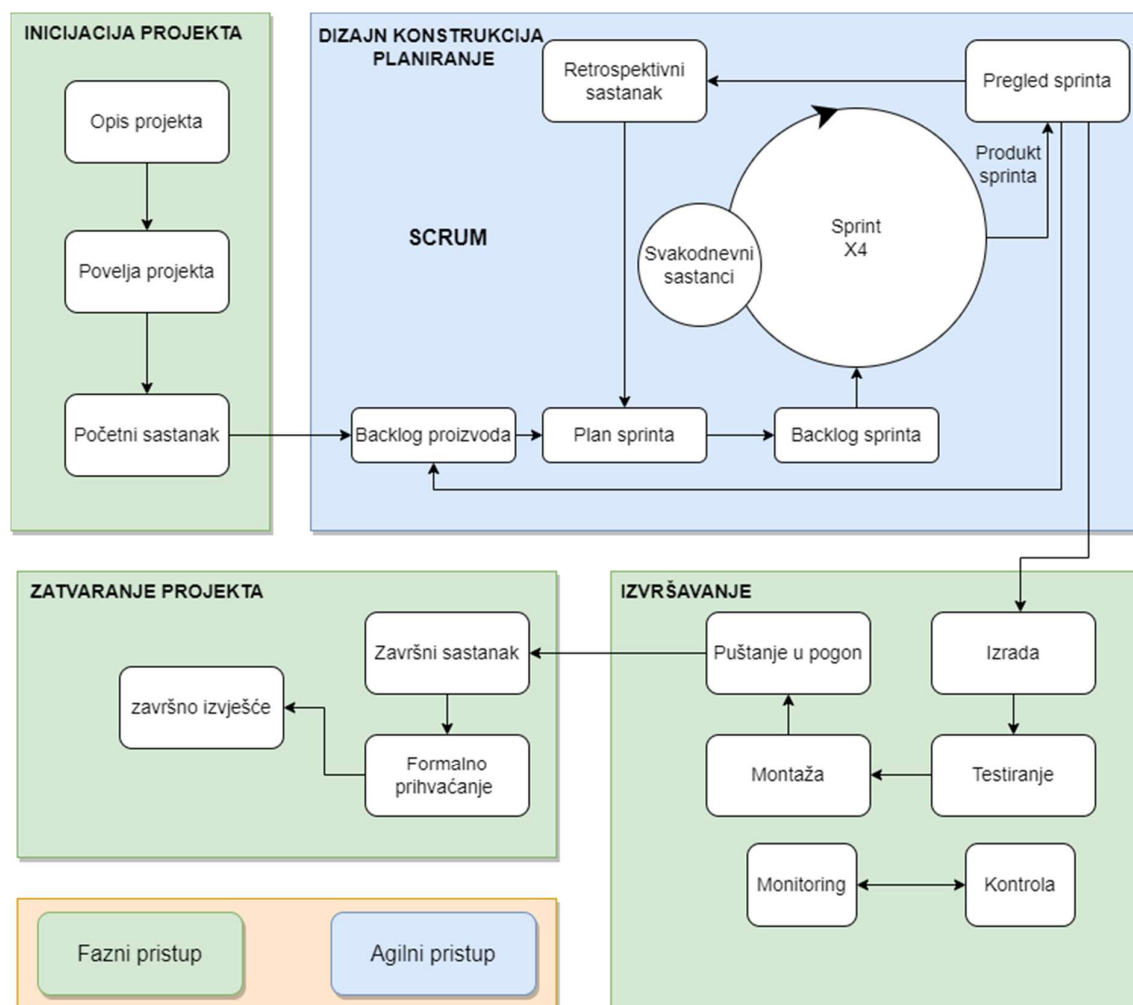 INICIJACIJA PROJEKTA
Opis projekta
Povelja projekta
Početni sastanak
DIZAJN KONSTRUKCIJA
PLANIRANJE
Retrospektivni
sastanak
Pregled sprinta
Produkt
sprinta
SCRUM
Svakodnevni
sastanci
Sprint
X4
Backlog proizvoda
Plan sprinta
Backlog sprinta
ZATVARANJE PROJEKTA
Završni sastanak
završno izvješće
Formalno
prihvaćanje
IZVRŠAVANJE
Puštanje u pogon
Izrada
Montaža
Testiranje
Monitoring
Kontrola
Fazni pristup
Agilni pristup